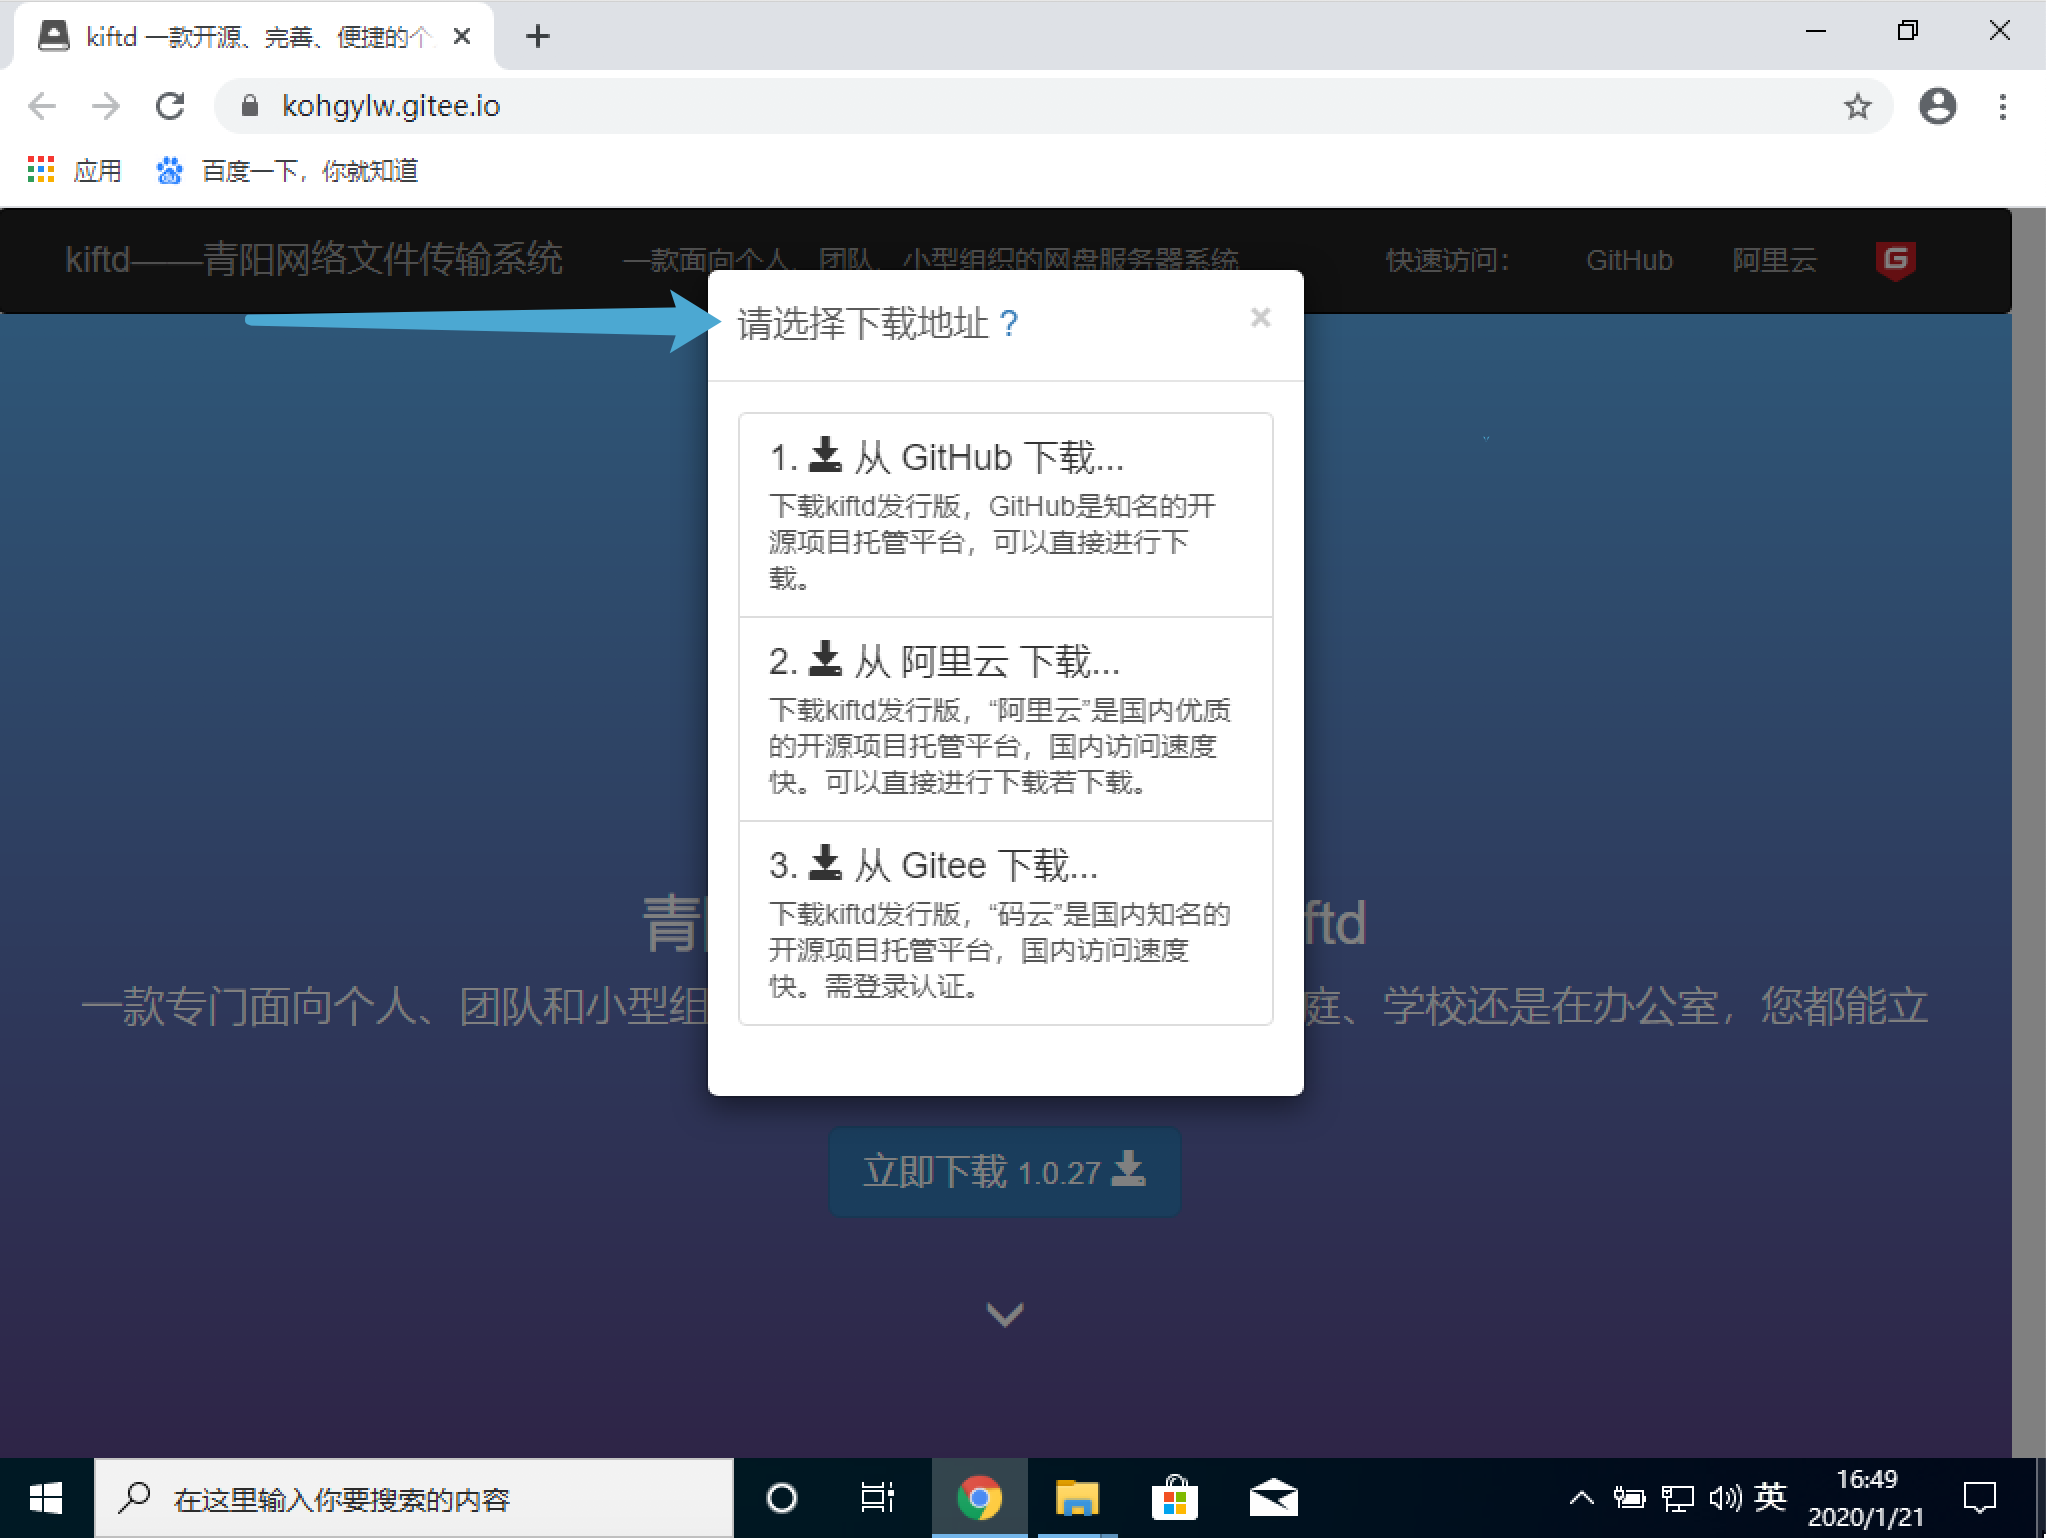 kiftd 一款开源、完善、便捷的个
kohgylw.gitee.io
应用
百度一下，你就知道
kiftd——青阳网络文件传输系统
一款面向个人、团队、小型组织的网盘服务器系统
快速访问：
GitHub
阿里云
G
请选择下载地址？
×
1. 从 GitHub 下载...
下载kiftd发行版，GitHub是知名的开
源项目托管平台，可以直接进行下
载。
2. 从 阿里云 下载...
下载kiftd发行版，“阿里云”是国内优质
的开源项目托管平台，国内访问速度
快。可以直接进行下载若下载。
3. 从 Gitee 下载...
下载kiftd发行版，“码云”是国内知名的
开源项目托管平台，国内访问速度
快。需登录认证。
青
ftd
一款专门面向个人、团队和小型组
庭、学校还是在办公室，您都能立
立即下载 1.0.27
在这里输入你要搜索的内容
英
16:49
2020/1/21